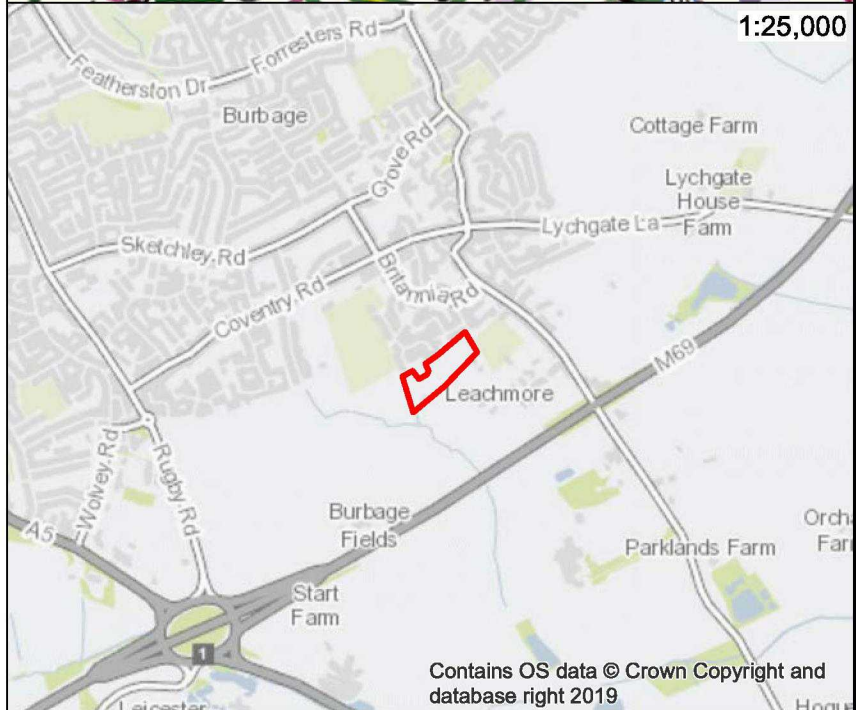 1:25,000
Forresters Rd
Featherston Dr
Burbage
Cottage Farm
Grove Rd
Lychgate
House
Farm
Lychgate La
Sketchley Rd
Britannia Rd
Coventry Rd
M69
Leachmore
Wolvey Rd
Rugby Rd
A5
Burbage
Fields
Parklands Farm
Start
Farm
1
Contains OS data © Crown Copyright and
database right 2019
Leicester